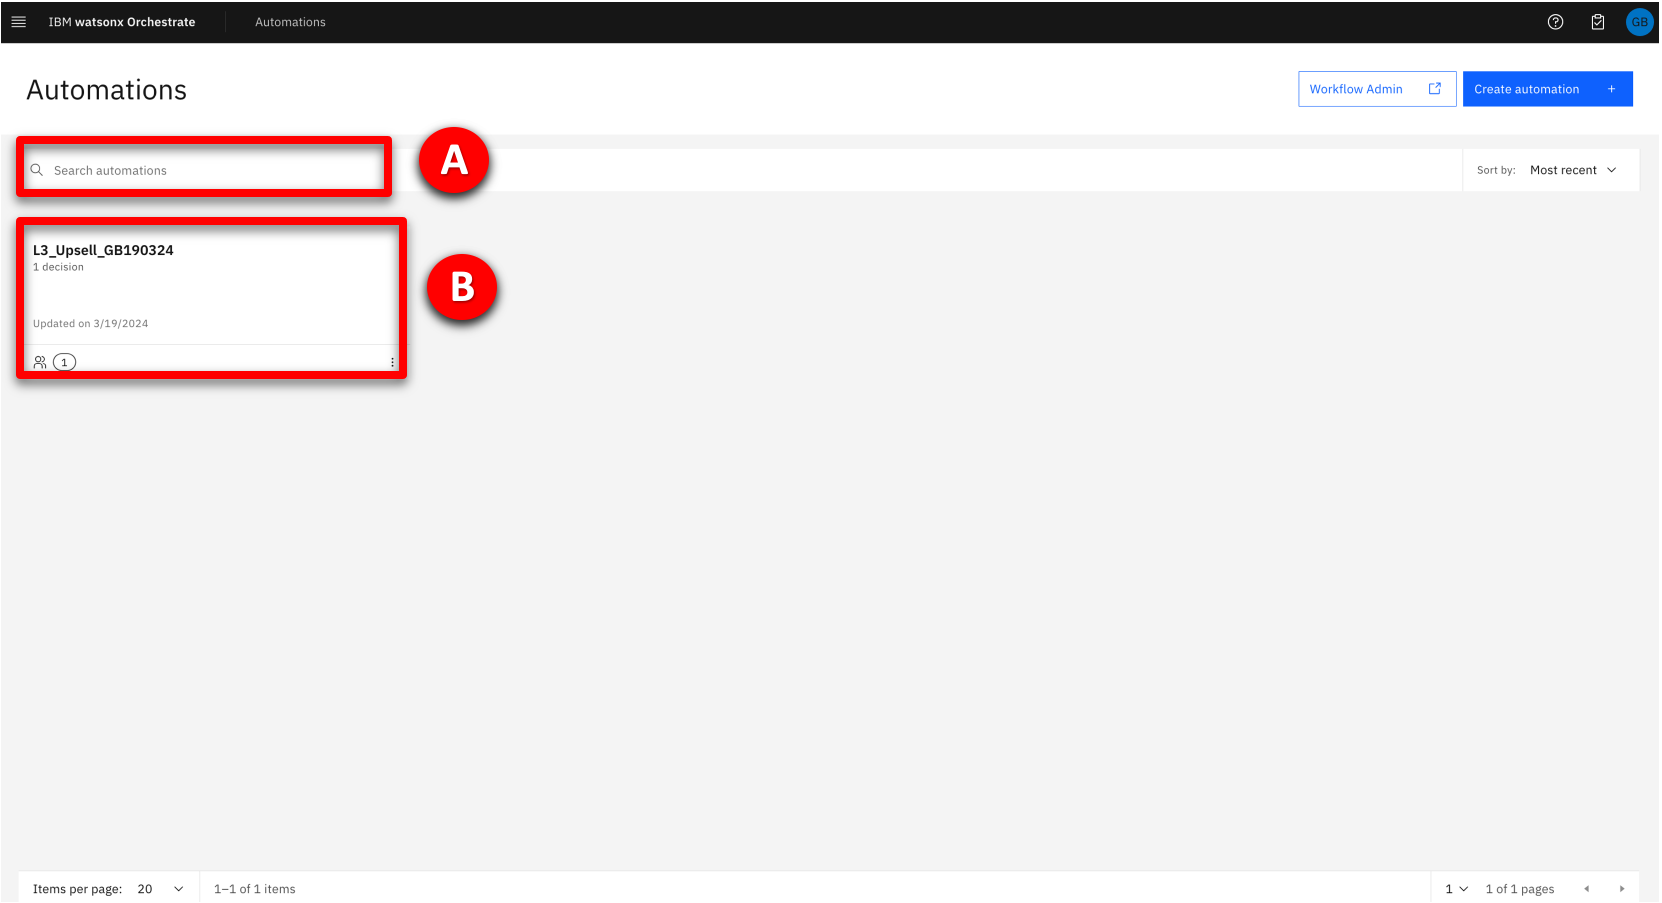 IBM watsonx Orchestrate Automations GB
Automations
Workflow Admin Create automation +
Search automations A Sort by: Most recent
L3_Upsell_GB190324
1 decision
B
Updated on 3/19/2024
1
Items per page: 20 1–1 of 1 items 1 1 of 1 pages